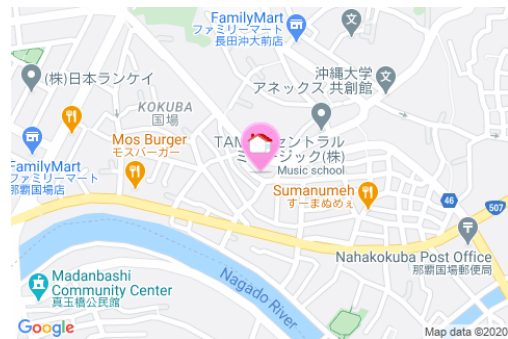 FamilyMart
ファミリーマート
長田沖大前店
(株)日本ランケイ
沖縄大学
アネックス 共創館
KOKUBA
国場
Mos Burger
モスバーガー
セントラル
ージック(株)
Music school
FamilyMart
ファミリーマート
那覇国場店
Sumanumeh
すーまぬめぇ
46
507
Nahakokuba Post Office
那覇国場郵便局
Madanbashi
Community Center
真玉橋公民館
Nagado River
Google
Map data ©2020